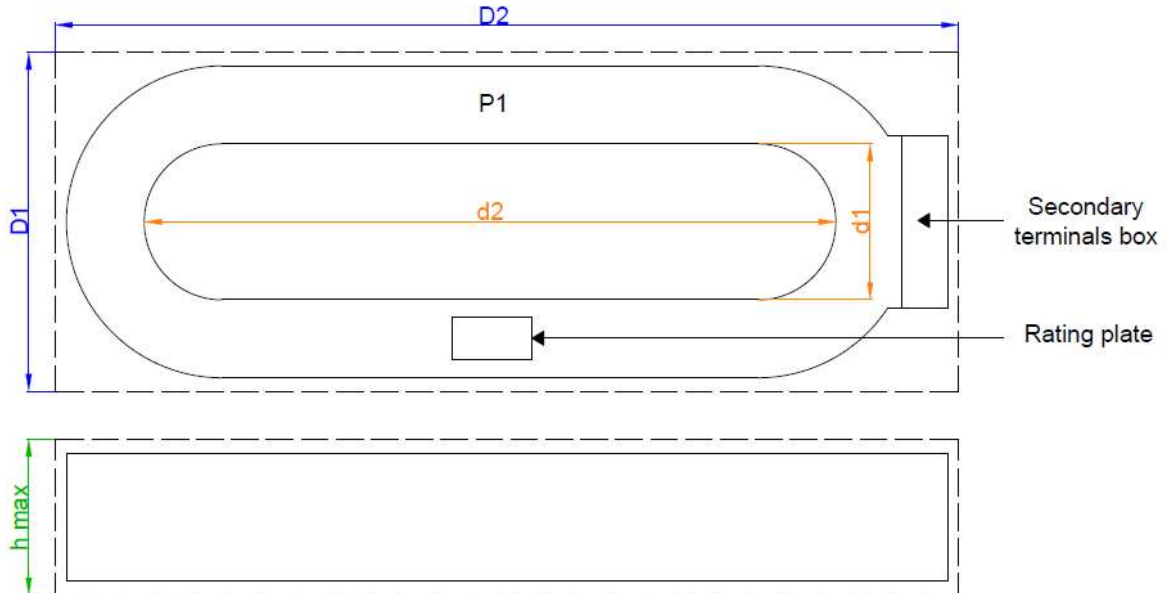 D2
P1
D1
d2
d1
Secondary
terminals box
Rating plate
h max